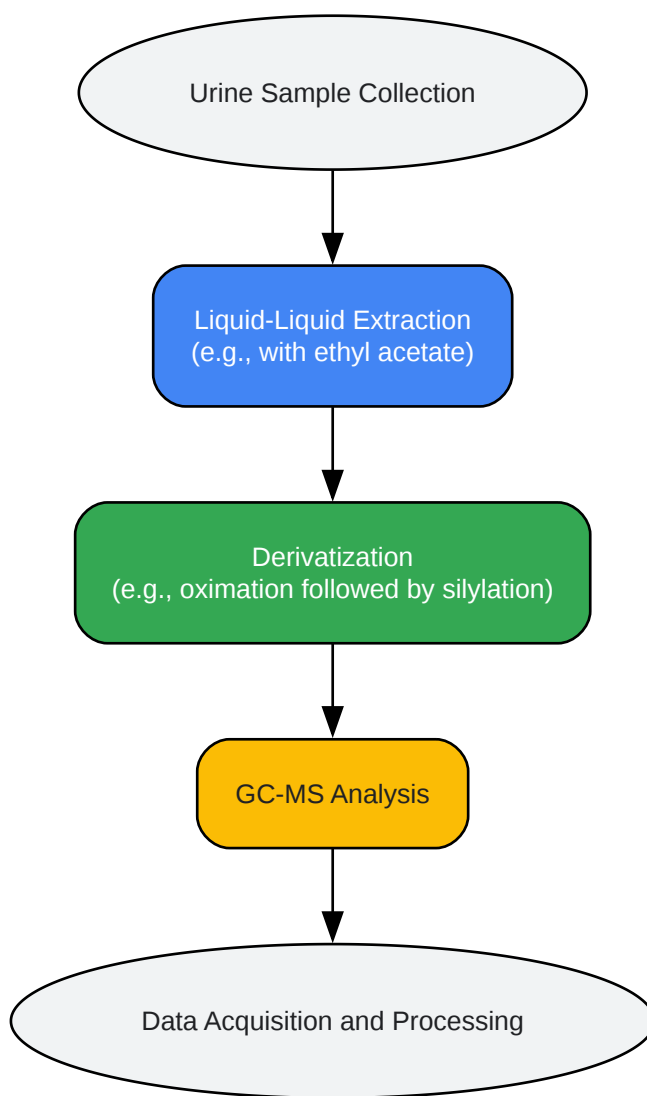 Urine Sample Collection
Liquid-Liquid Extraction
(e.g., with ethyl acetate)
Derivatization
(e.g., oximation followed by silylation)
GC-MS Analysis
Data Acquisition and Processing